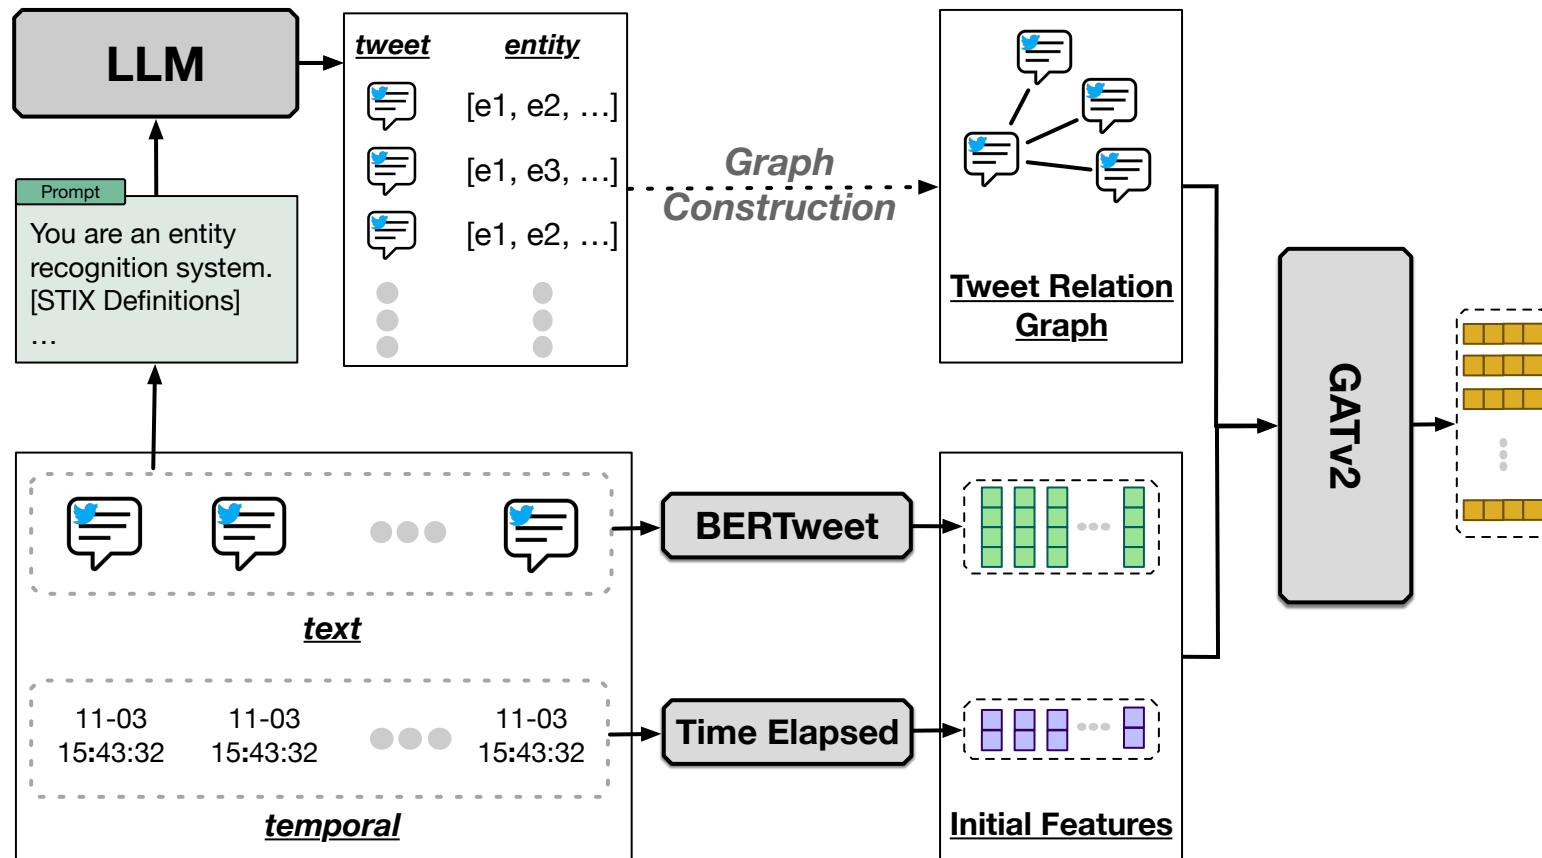 LLM
tweet entity
[e1, e2, …]
[e1, e3, …]
[e1, e2, …]
Prompt
You are an entity
recognition system.
[STIX Definitions]
…
Graph
Construction
Tweet Relation
Graph
GATv2
text
BERTweet
11-03 11-03 11-03
15:43:32 15:43:32 15:43:32
temporal
Time Elapsed
Initial Features